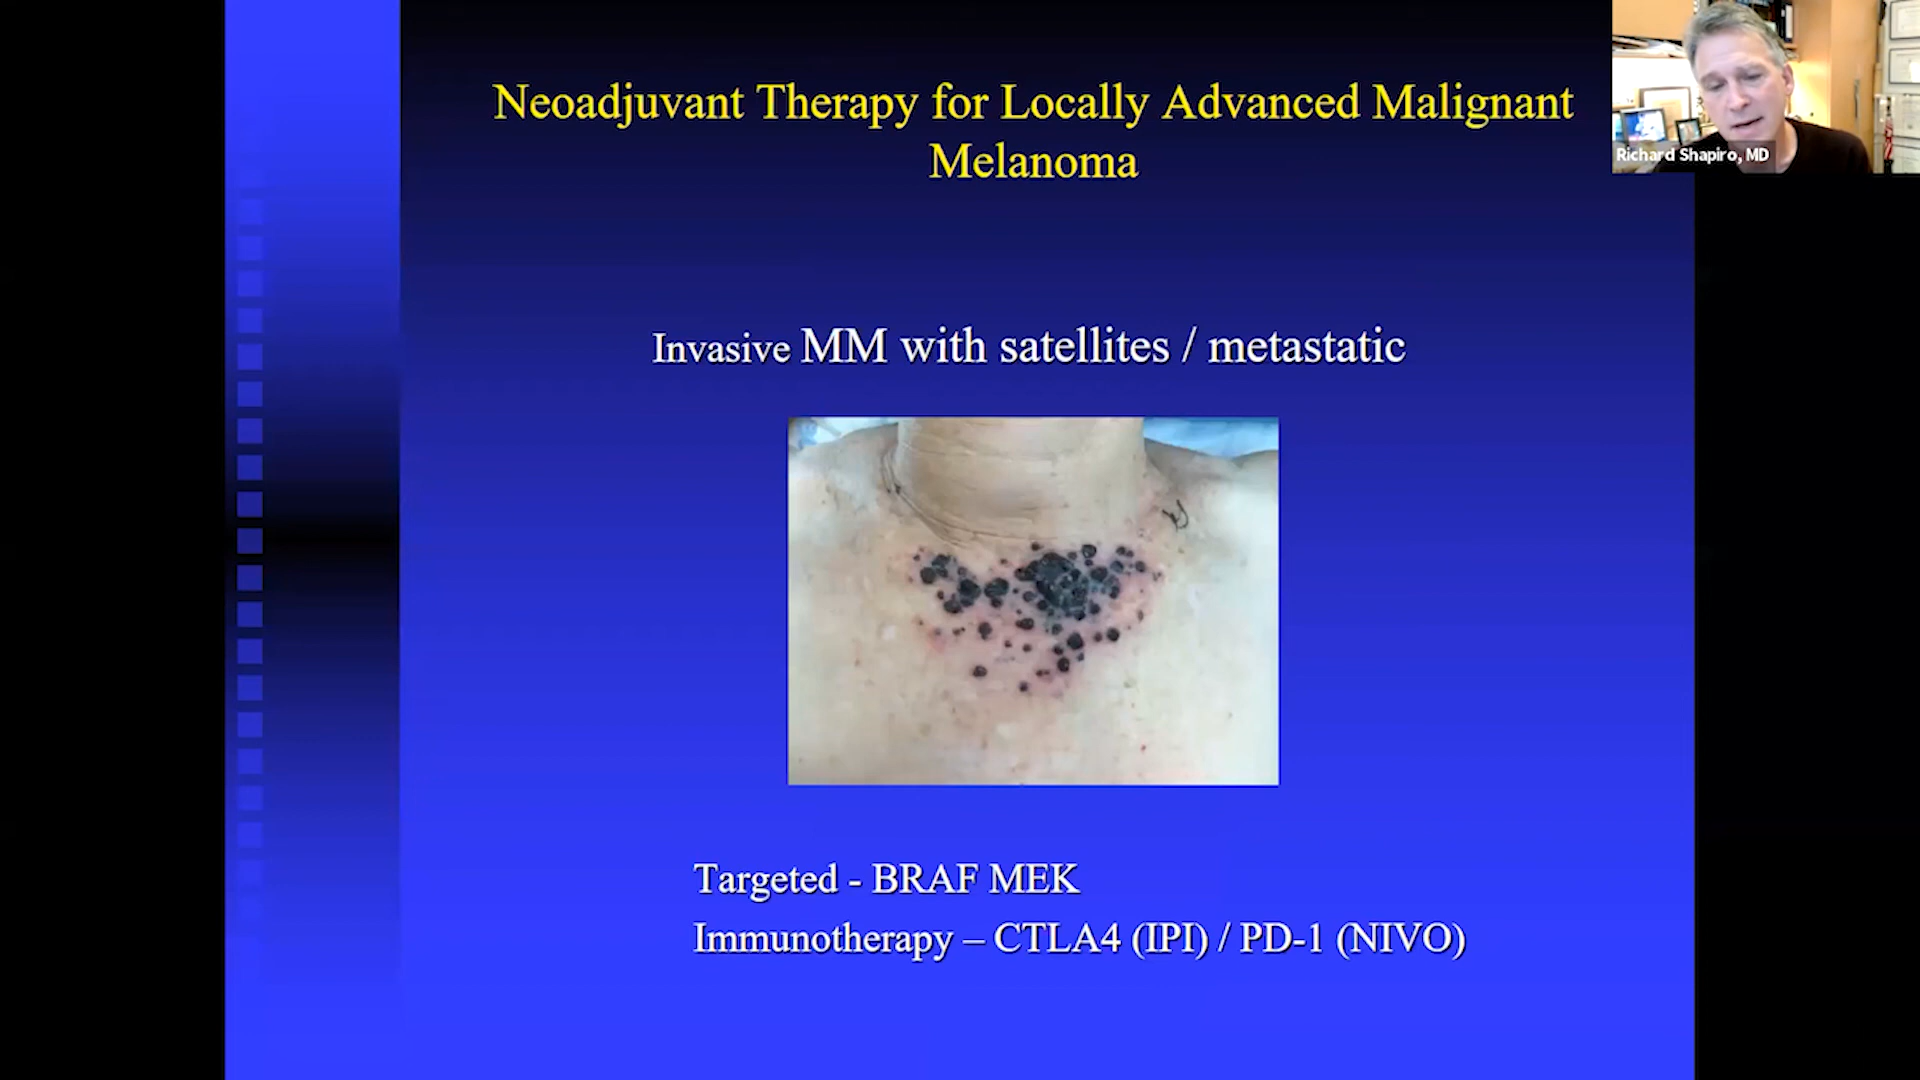 Neoadjuvant Therapy for Locally Advanced Malignant
Melanoma
Richard Shapiro, MD
Invasive MM with satellites / metastatic
Targeted - BRAF MEK
Immunotherapy – CTLA4 (IPI) / PD-1 (NIVO)